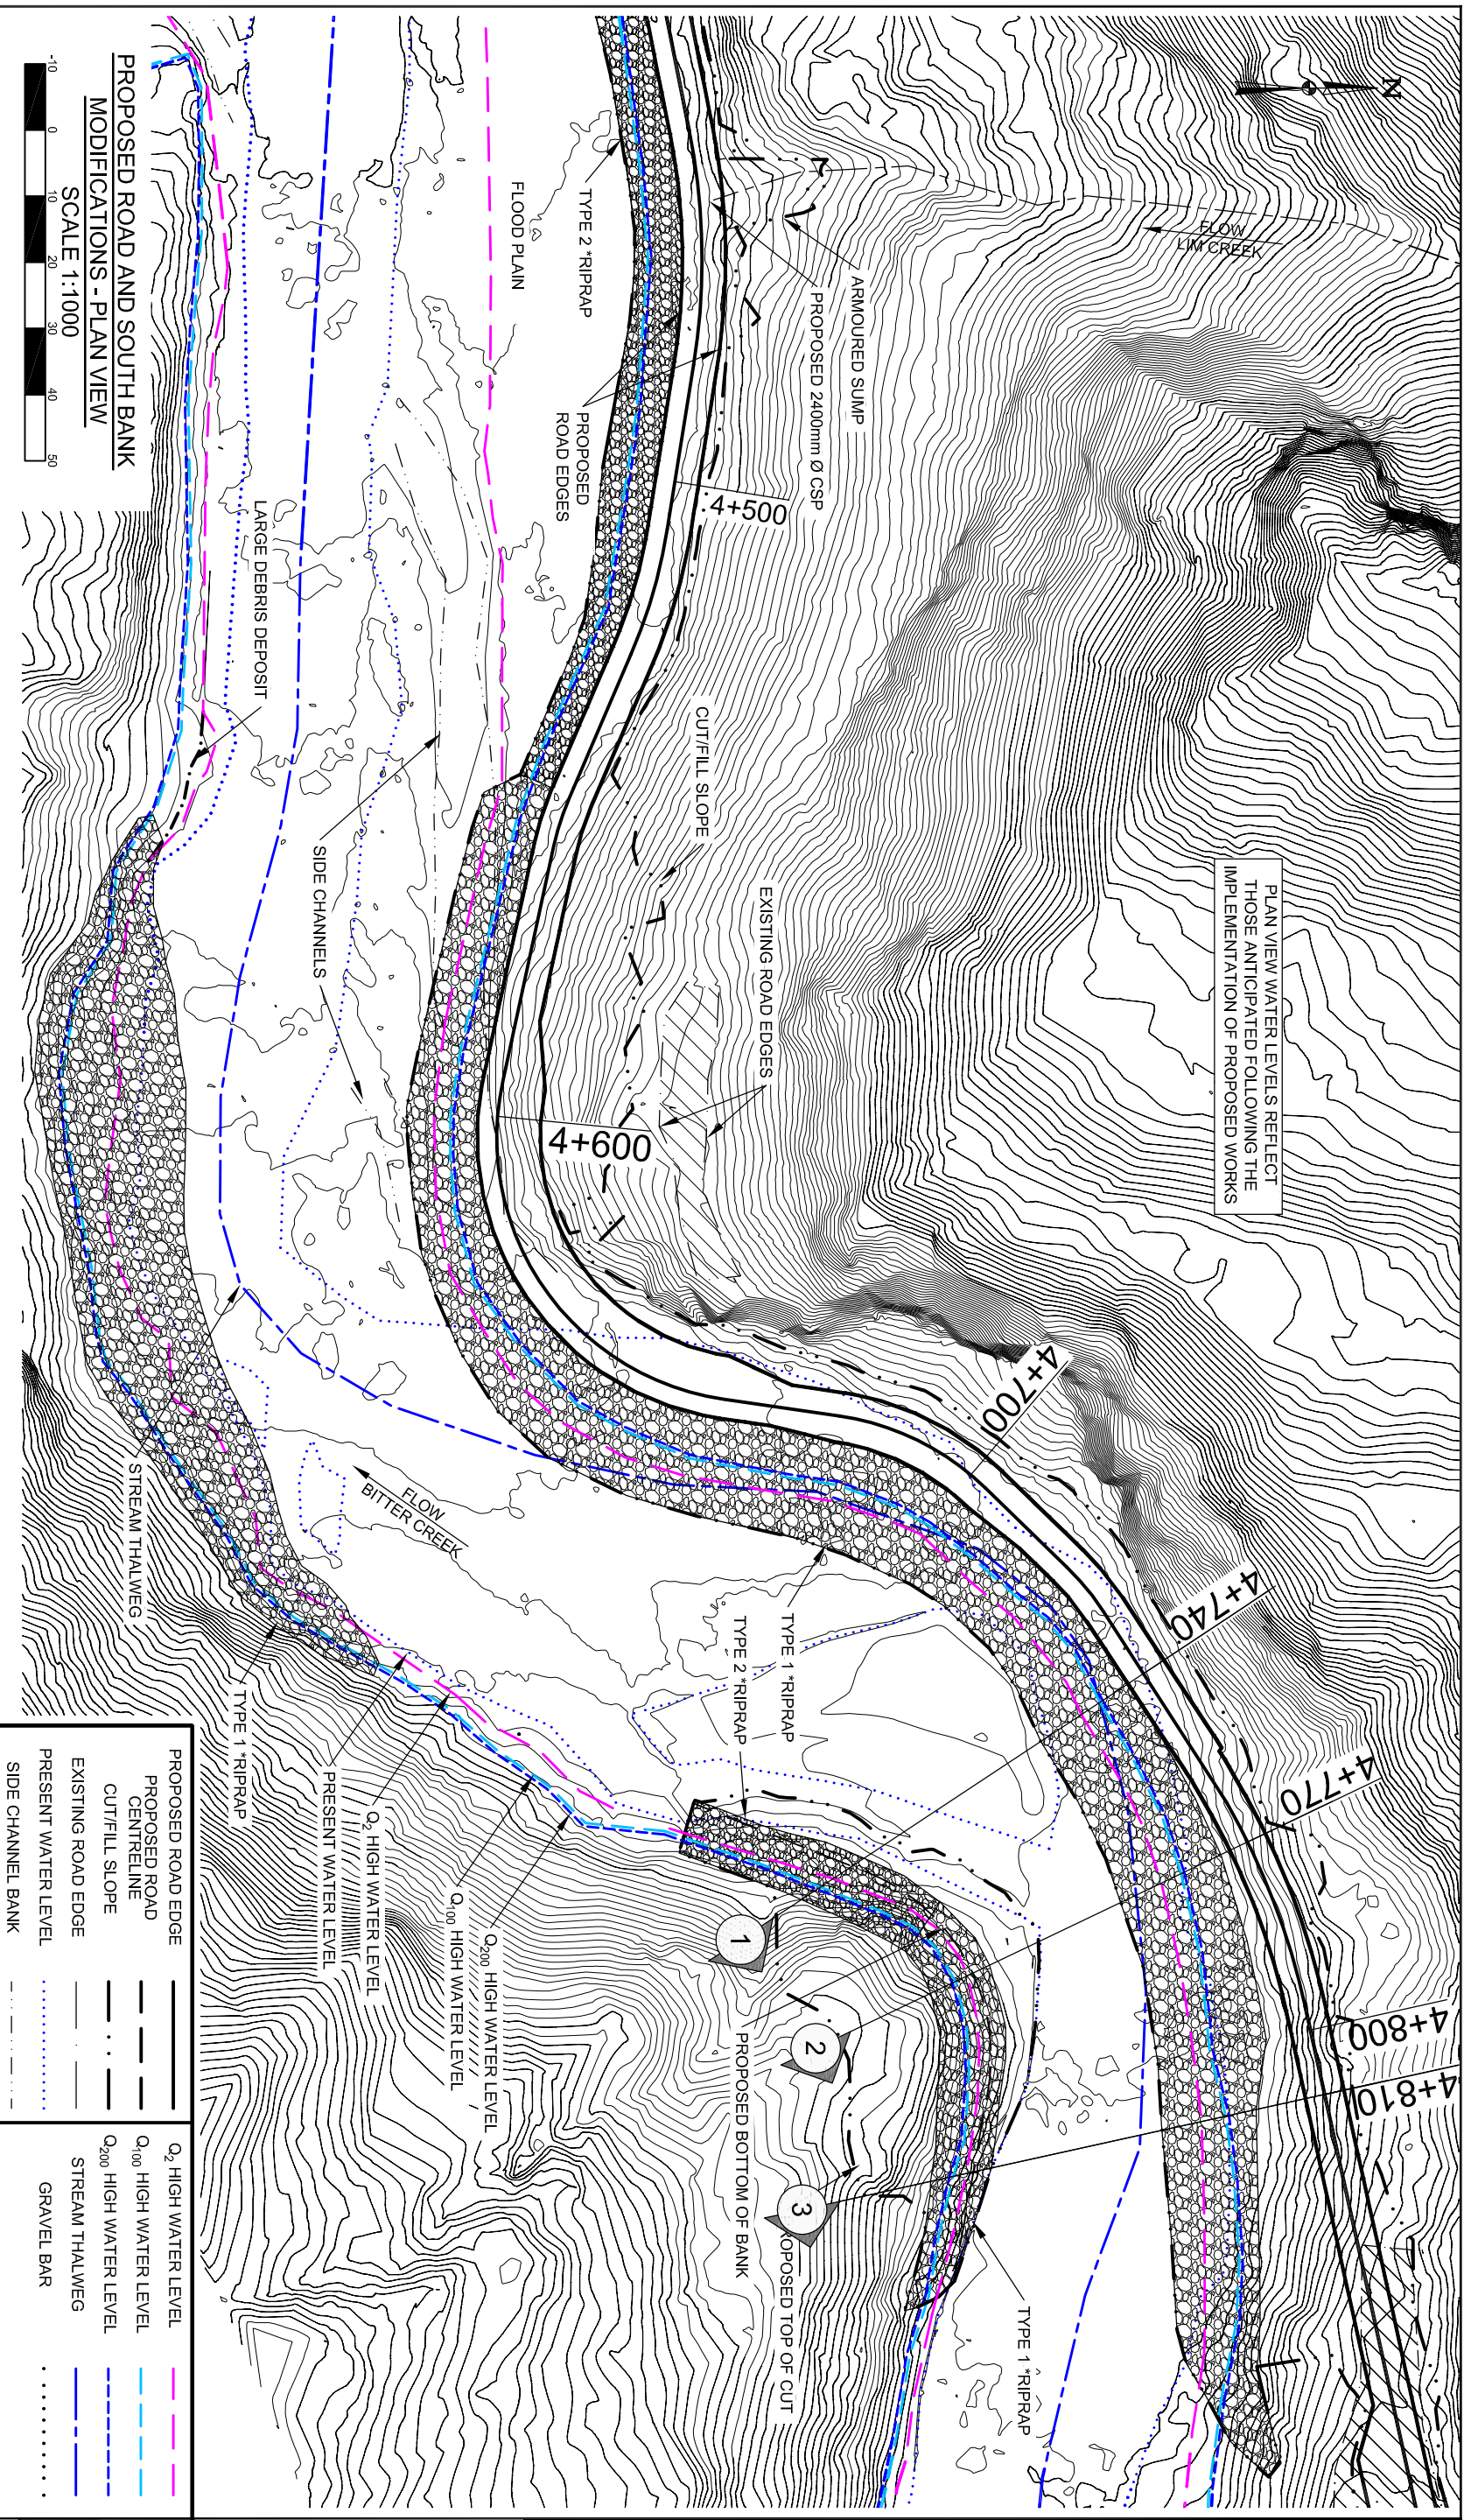 N
FLOW
LIM CREEK
ARMOURED SUMP
PROPOSED 2400mm Ø CSP
TYPE 2 *RIPRAP
FLOOD PLAIN
PROPOSED
ROAD EDGES
4+500
CUT/FILL SLOPE
EXISTING ROAD EDGES
PLAN VIEW WATER LEVELS REFLECT
THOSE ANTICIPATED FOLLOWING THE
IMPLEMENTATION OF PROPOSED WORKS
4+600
4+700
4+740
4+770
4+800
4+810
LARGE DEBRIS DEPOSIT
SIDE CHANNELS
STREAM THALWEG
FLOW
BITTER CREEK
TYPE 1 *RIPRAP
TYPE 2 *RIPRAP
TYPE 1 *RIPRAP
PRESENT WATER LEVEL
Q2 HIGH WATER LEVEL
Q100 HIGH WATER LEVEL
Q200 HIGH WATER LEVEL
1
2
3
PROPOSED BOTTOM OF BANK
OPOSED TOP OF CUT
TYPE 1 *RIPRAP
PROPOSED ROAD AND SOUTH BANK
MODIFICATIONS - PLAN VIEW
SCALE 1:1000
-10 0 10 20 30 40 50
PROPOSED ROAD EDGE
PROPOSED ROAD
CENTRELINE
CUT/FILL SLOPE
EXISTING ROAD EDGE
PRESENT WATER LEVEL
SIDE CHANNEL BANK
Q2 HIGH WATER LEVEL
Q100 HIGH WATER LEVEL
Q200 HIGH WATER LEVEL
STREAM THALWEG
GRAVEL BAR